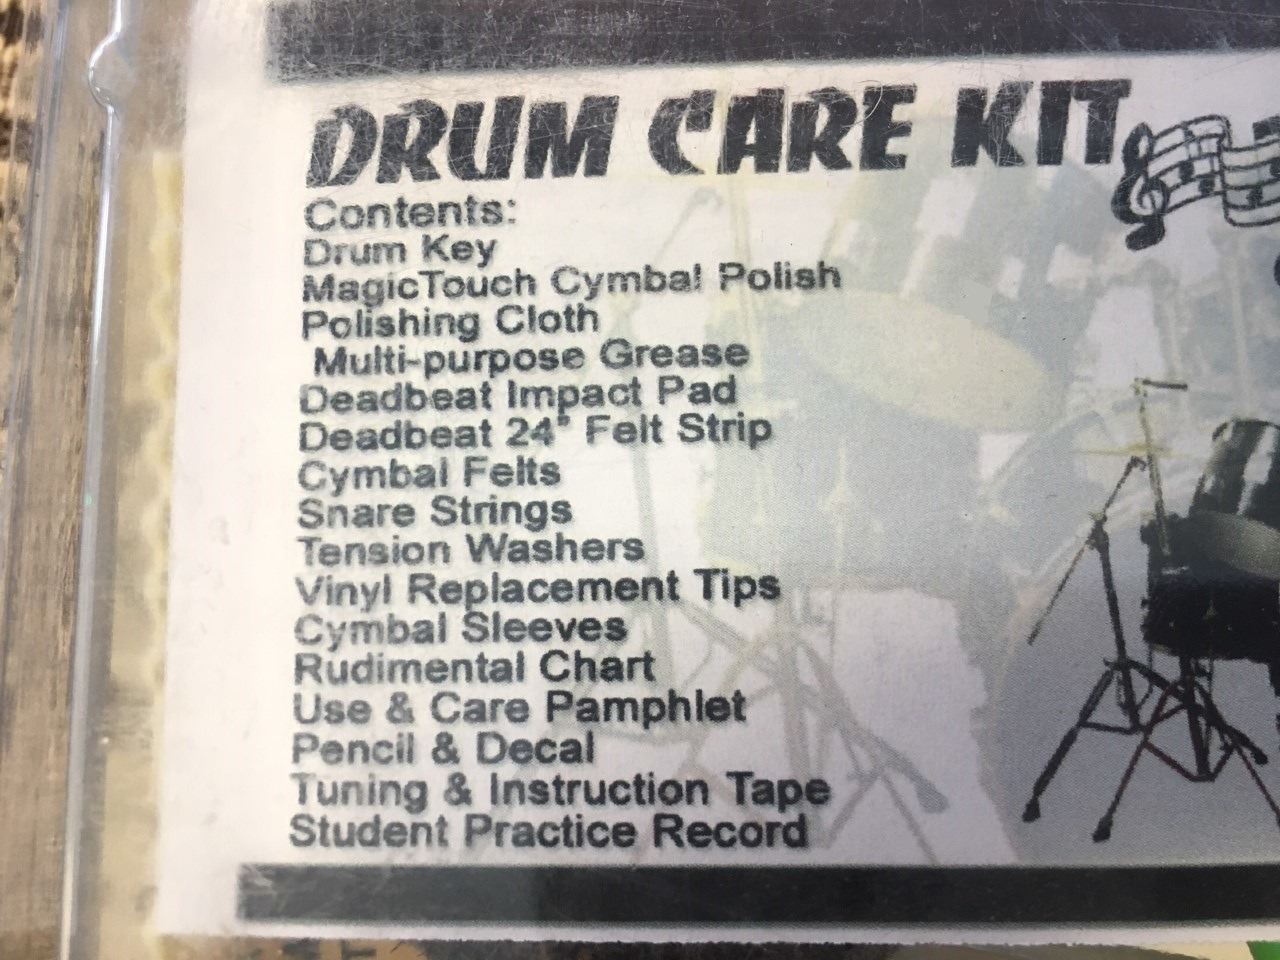 DRUM CARE KIT
Contents:
Drum Key
MagicTouch Cymbal Polish
Polishing Cloth
Multi-purpose Grease
Deadbeat Impact Pad
Deadbeat 24" Felt Strip
Cymbal Felts
Snare Strings
Tension Washers
Vinyl Replacement Tips
Cymbal Sleeves
Rudimental Chart
Use & Care Pamphlet
Pencil & Decal
Tuning & Instruction Tape
Student Practice Record